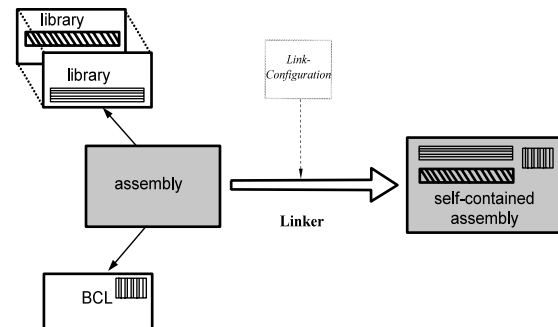 library
library
Link-
Configuration
assembly
Linker
self-contained
assembly
BCL